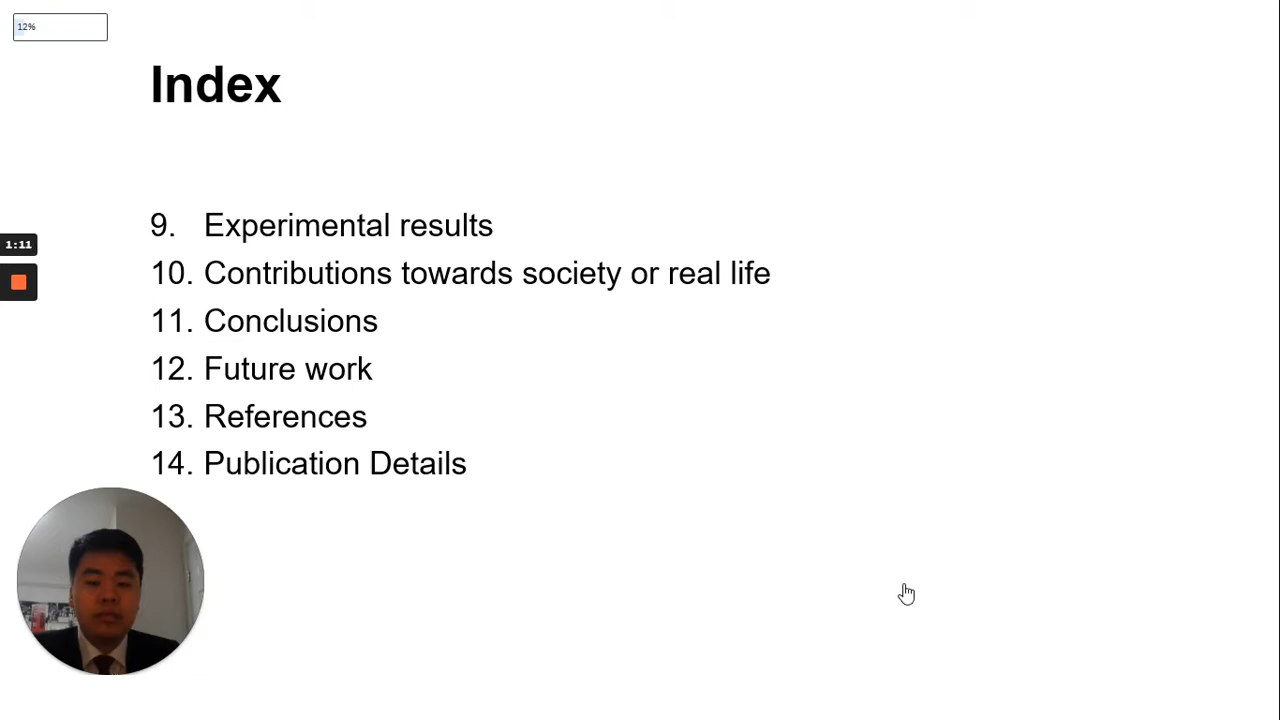 12%
Index
9. Experimental results
1:11
10. Contributions towards society or real life
11. Conclusions
12. Future work
13. References
14. Publication Details